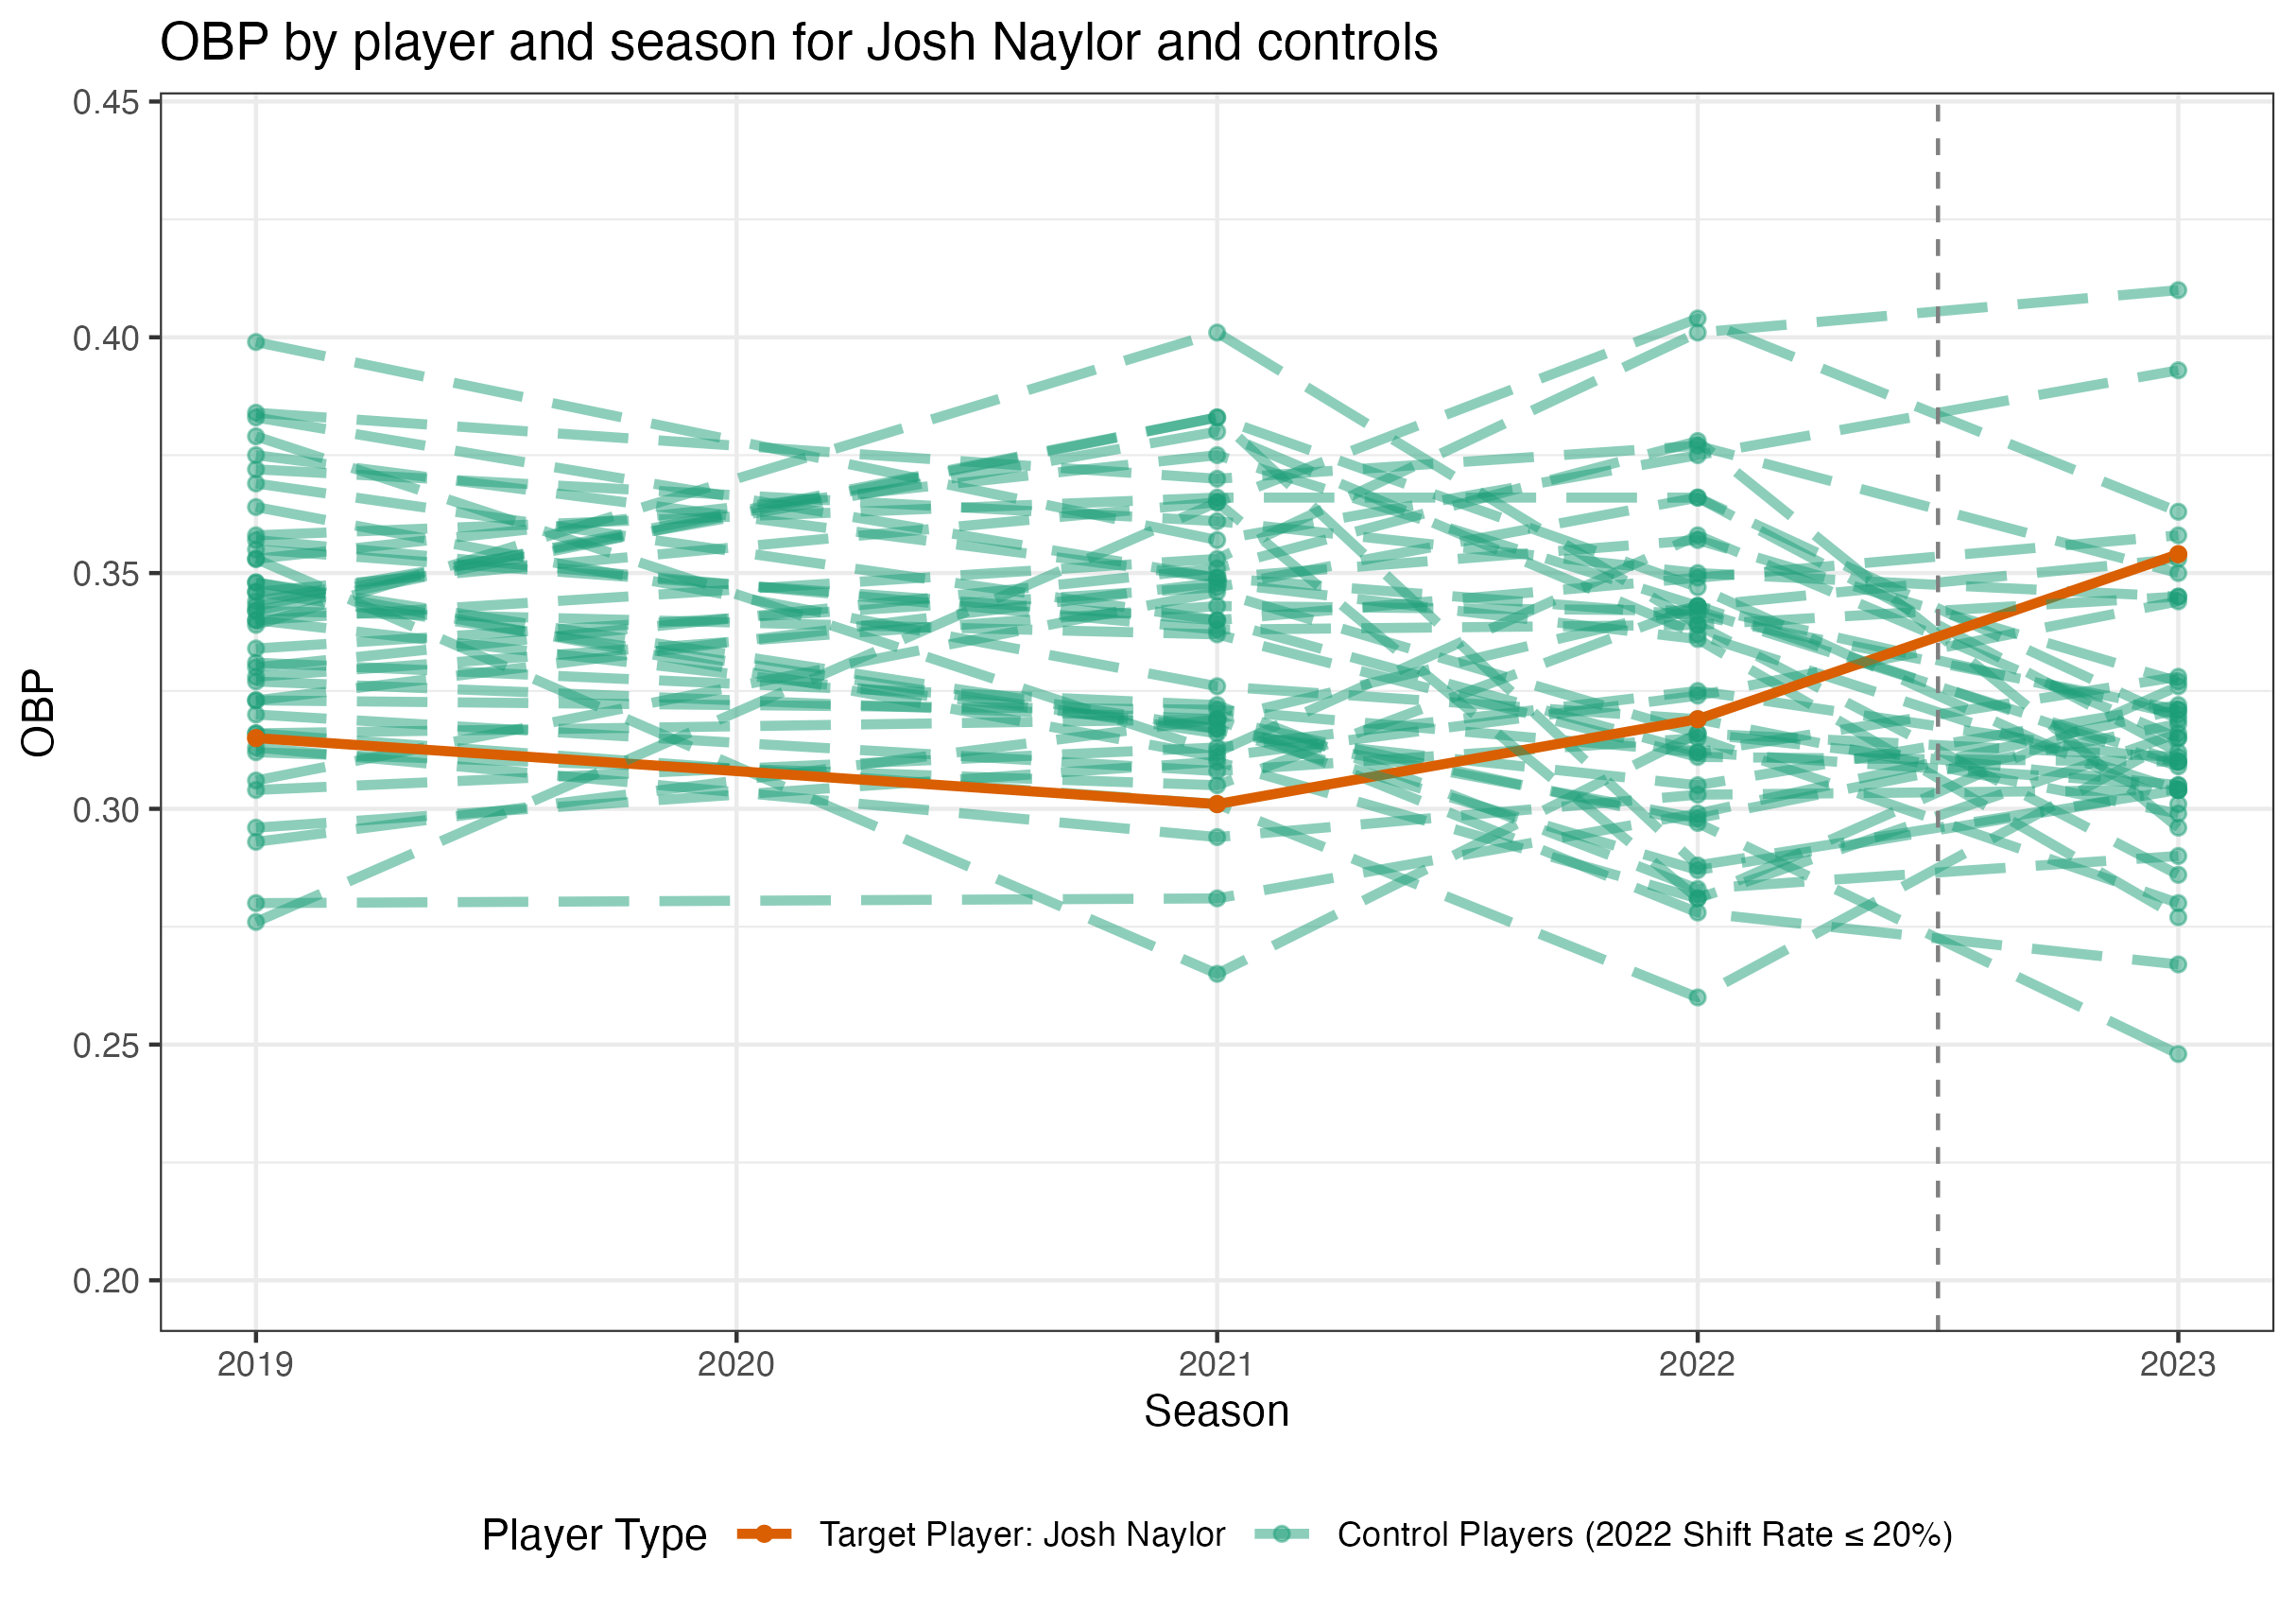 OBP by player and season for Josh Naylor and controls
0.45
0.40
0.35
0.30
0.25
0.20
OBP
2019 2020 2021 2022 2023
Season
Player Type Target Player: Josh Naylor Control Players (2022 Shift Rate ≤ 20%)